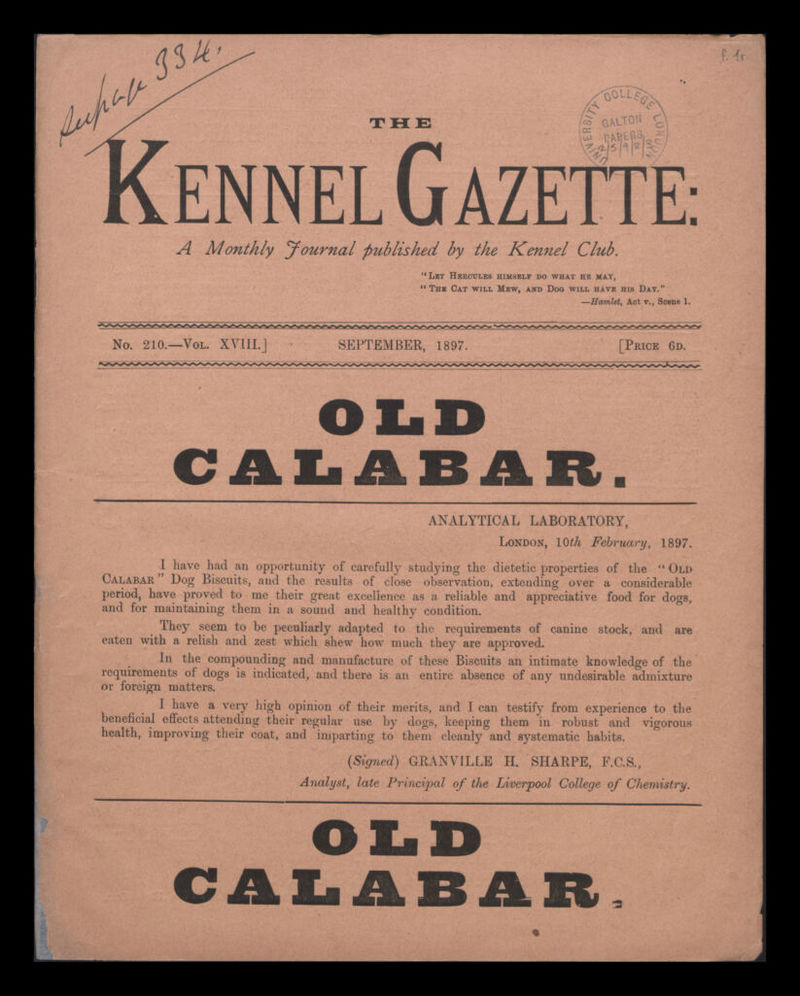 See page 334.
f. 1r
UNIVERSITY COLLEGE LONDON
GALTON
PAPERS
THE
KENNEL GAZETTE:
A Monthly Journal published by the Kennel Club.
"LET HERCULES HIMSELF DO WHAT HE MAY,
"THE CAT WILL MEW, AND DOG WILL HAVE HIS DAY."
—Hamlet, Act v., Scene 1.
No. 210.—VOL. XVIII.] SEPTEMBER, 1897. [PRICE 6D.
OLD
CALABAR.
ANALYTICAL LABORATORY,
LONDON, 10th February, 1897.
I have had an opportunity of carefully studying the dietetic properties of the "OLD
CALABAR" Dog Biscuits, and the results of close observation, extending over a considerable
period, have proved to me their great excellence as a reliable and appreciative food for dogs,
and for maintaining them in a sound and healthy condition.
They seem to be peculiarly adapted to the requirements of canine stock, and are
eaten with a relish and zest which shew how much they are approved.
In the compounding and manufacture of these Biscuits an intimate knowledge of the
requirements of dogs is indicated, and there is an entire absence of any undesirable admixture
or foreign matters.
I have a very high opinion of their merits, and I can testify from experience to the
beneficial effects attending their regular use by dogs, keeping them in robust and vigorous
health, improving their coat, and imparting to them cleanly and systematic habits.
(Signed) GRANVILLE H. SHARPE, F.C.S.,
Analyst, late Principal of the Liverpool College of Chemistry.
OLD
CALABAR.